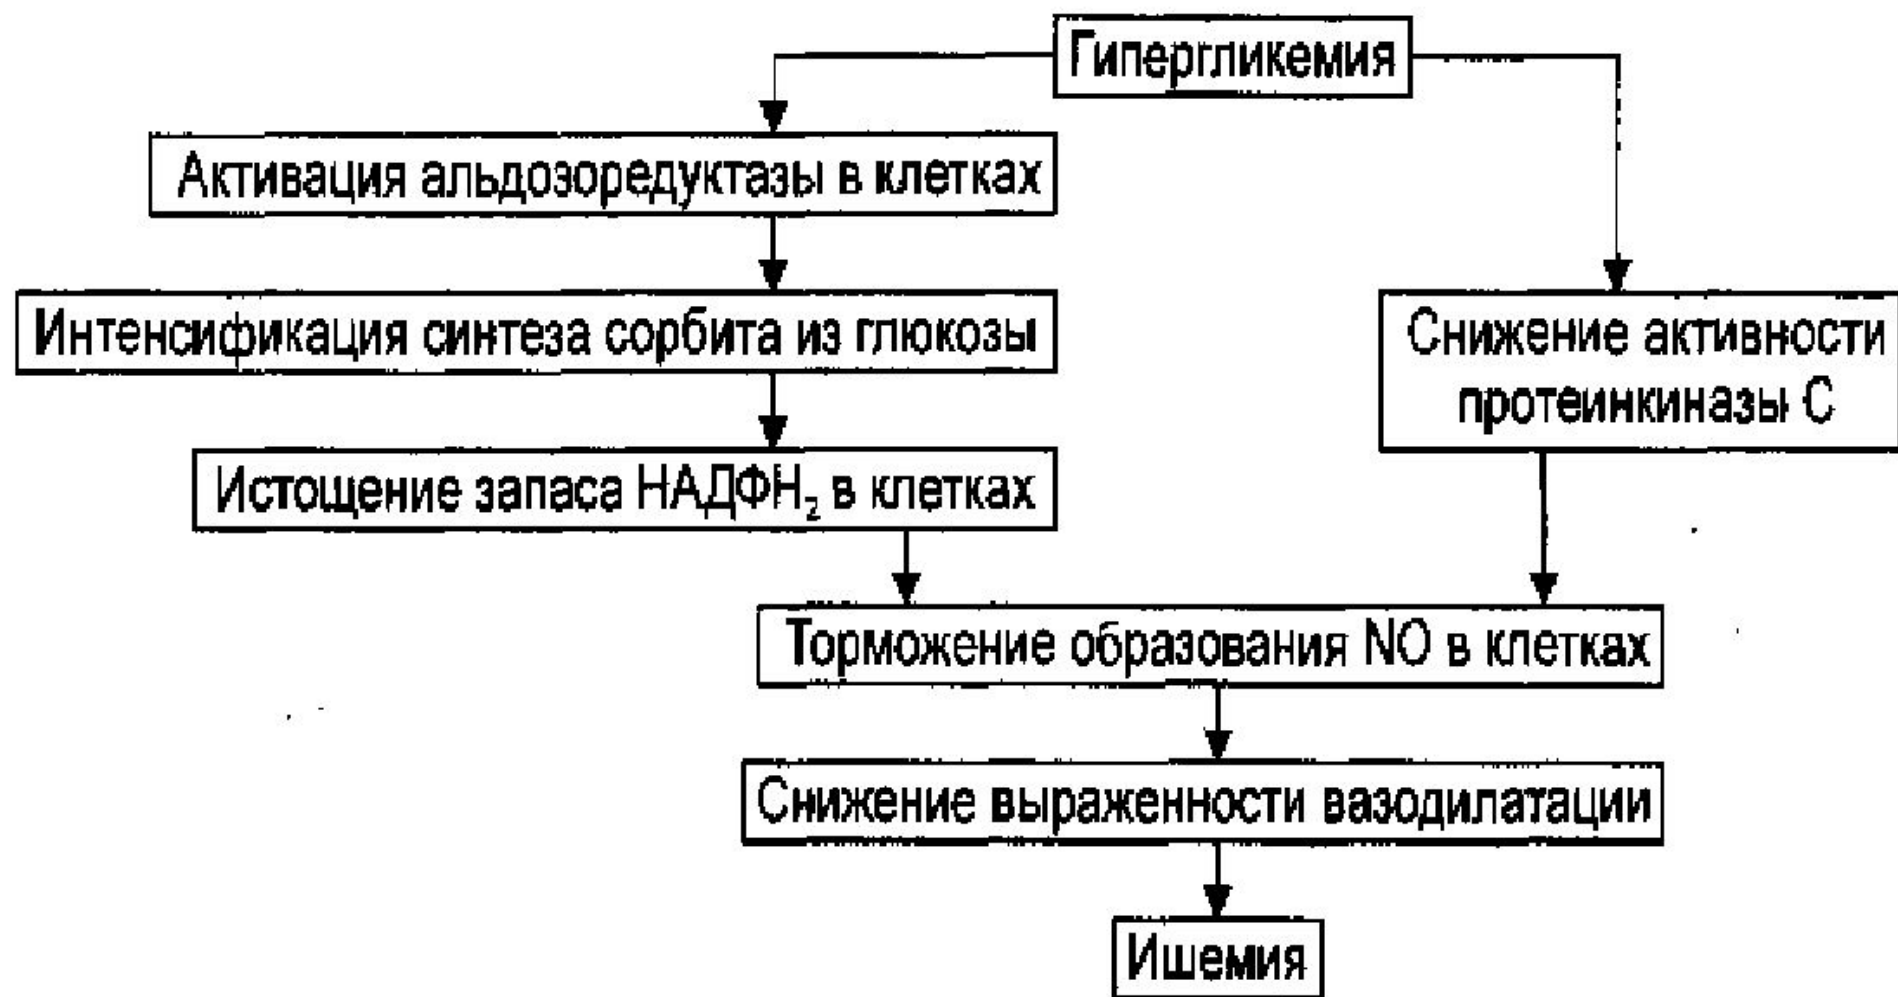 Гипергликемия
Активация альдозоредуктазы в клетках
Интенсификация синтеза сорбита из глюкозы
Снижение активности
протеинкиназы С
Истощение запаса НАДФН₂ в клетках
Торможение образования NO в клетках
Снижение выраженности вазодилатации
Ишемия